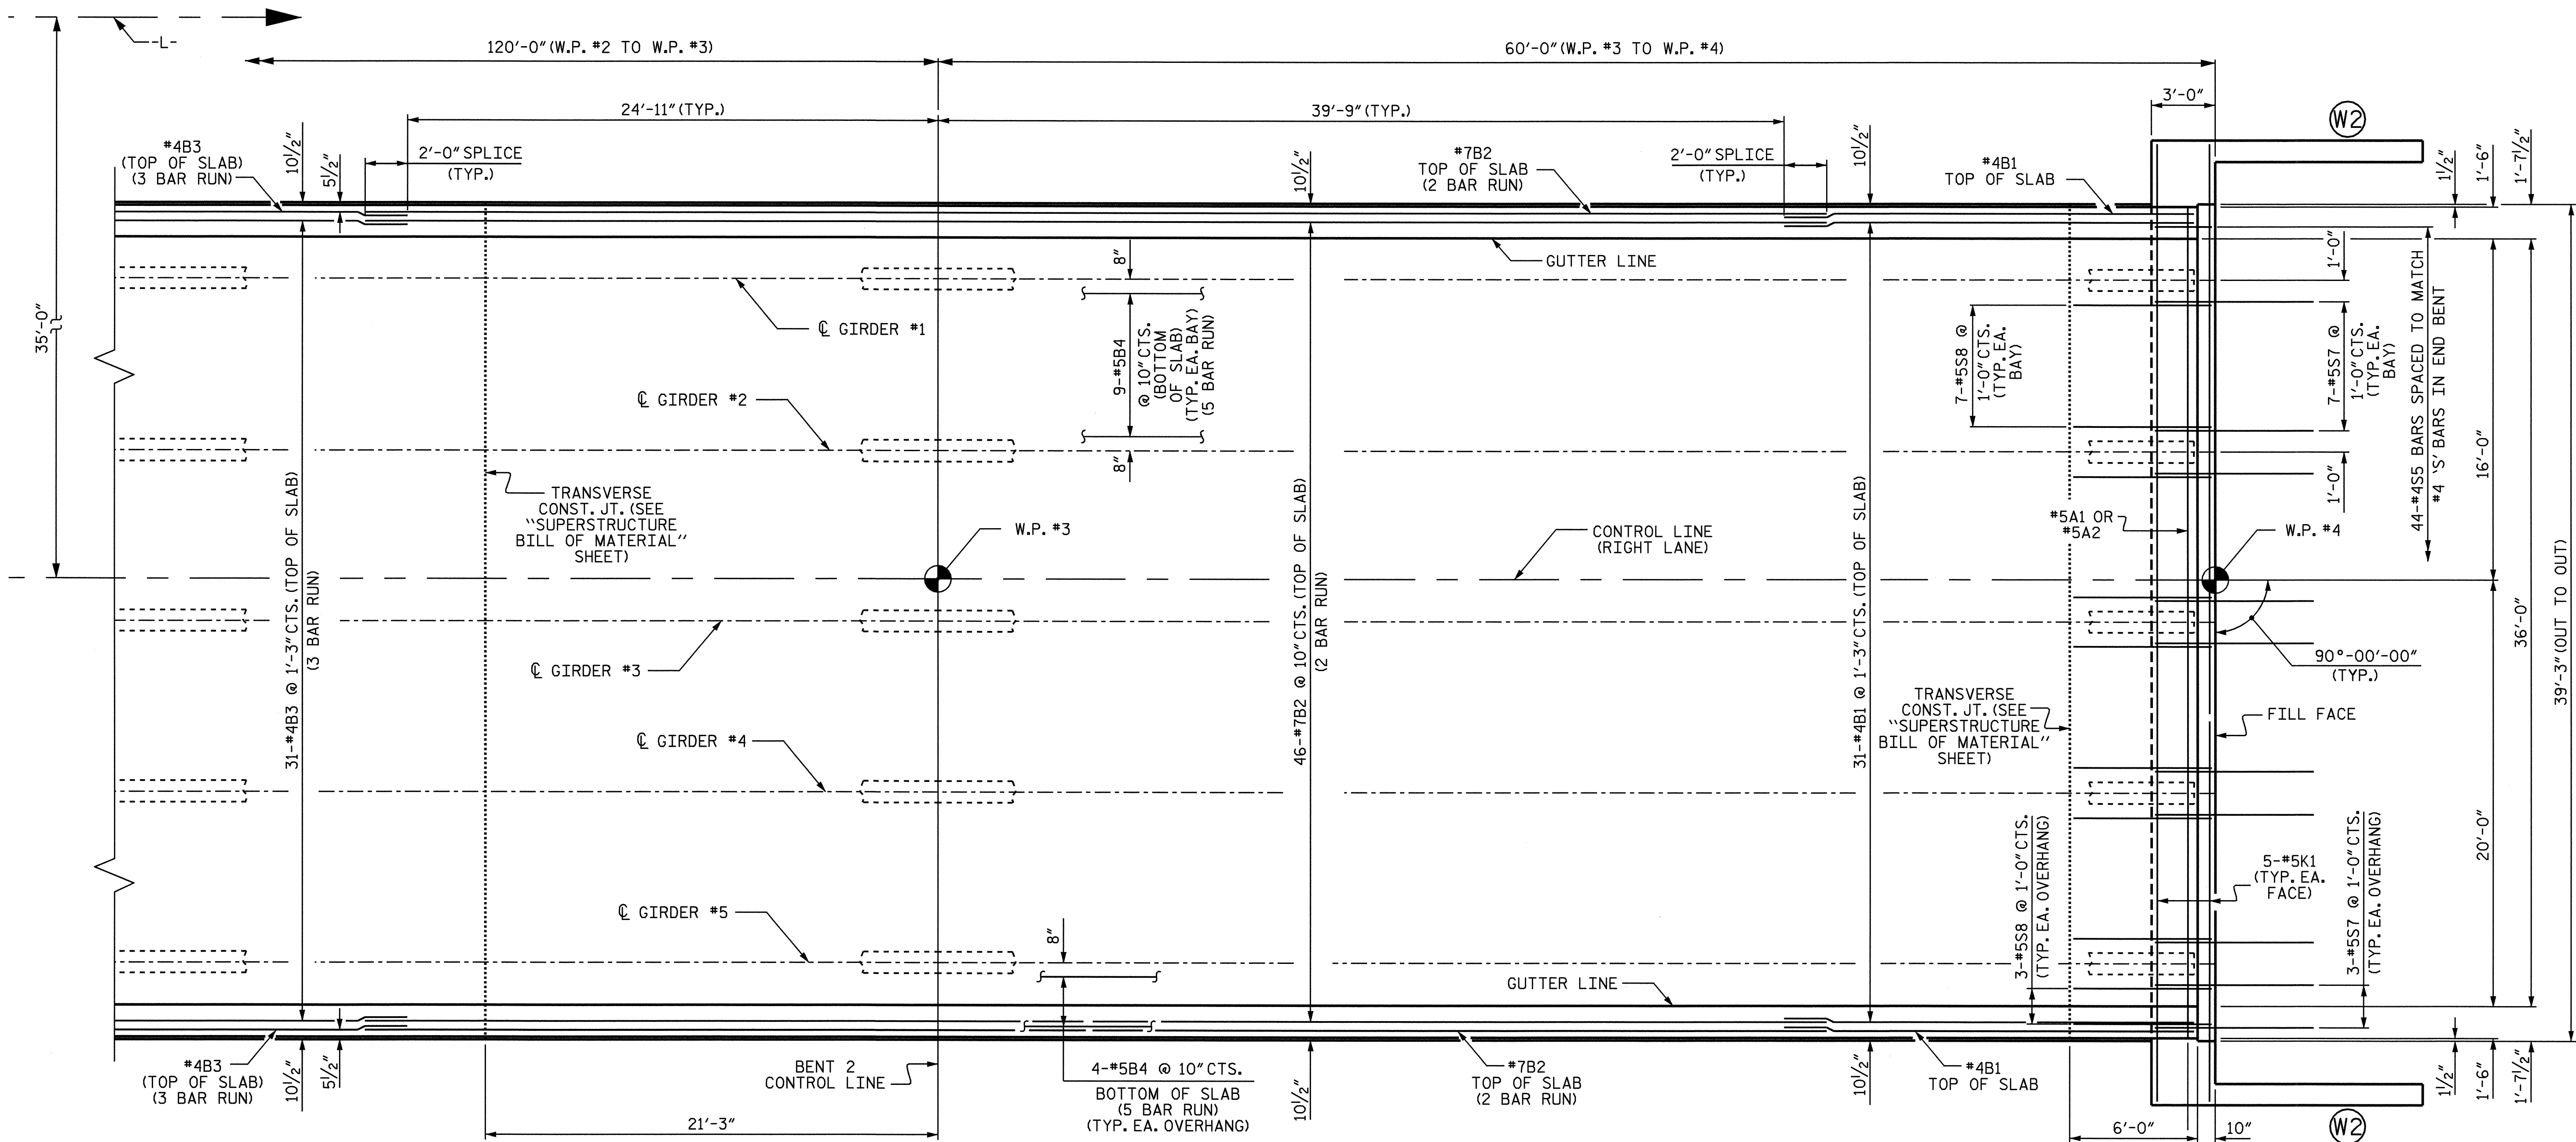 -L-
120'-0" (W.P. #2 TO W.P. #3)
60'-0" (W.P. #3 TO W.P. #4)
24'-11" (TYP.)
39'-9" (TYP.)
3'-0"
W2
#4B3
(TOP OF SLAB)
(3 BAR RUN)
10½"
5½"
2'-0" SPLICE
(TYP.)
10½"
#7B2
TOP OF SLAB
(2 BAR RUN)
2'-0" SPLICE
(TYP.)
10½"
#4B1
TOP OF SLAB
1½"
1'-6"
1'-7½"
35'-0"
GUTTER LINE
8"
℄ GIRDER #1
9-#5B4
@ 10" CTS.
(BOTTOM
OF SLAB)
(TYP. EA. BAY)
(5 BAR RUN)
8"
7-#5S8 @
1'-0" CTS.
(TYP. EA.
BAY)
1'-0"
7-#5S7 @
1'-0" CTS.
(TYP. EA.
BAY)
1'-0"
44-#4S5 BARS SPACED TO MATCH
#4 'S' BARS IN END BENT
16'-0"
℄ GIRDER #2
TRANSVERSE
CONST. JT. (SEE
"SUPERSTRUCTURE
BILL OF MATERIAL"
SHEET)
W.P. #3
CONTROL LINE
(RIGHT LANE)
#5A1 OR
#5A2
W.P. #4
31-#4B3 @ 1'-3" CTS. (TOP OF SLAB)
(3 BAR RUN)
46-#7B2 @ 10" CTS. (TOP OF SLAB)
(2 BAR RUN)
31-#4B1 @ 1'-3" CTS. (TOP OF SLAB)
36'-0"
39'-3" (OUT TO OUT)
℄ GIRDER #3
90°-00'-00"
(TYP.)
TRANSVERSE
CONST. JT. (SEE
"SUPERSTRUCTURE
BILL OF MATERIAL"
SHEET)
FILL FACE
℄ GIRDER #4
20'-0"
3-#5S8 @ 1'-0" CTS.
(TYP. EA. OVERHANG)
5-#5K1
(TYP. EA.
FACE)
3-#5S7 @ 1'-0" CTS.
(TYP. EA. OVERHANG)
℄ GIRDER #5
8"
GUTTER LINE
#4B3
(TOP OF SLAB)
(3 BAR RUN)
10½"
5½"
BENT 2
CONTROL LINE
4-#5B4 @ 10" CTS.
BOTTOM OF SLAB
(5 BAR RUN)
(TYP. EA. OVERHANG)
10½"
#7B2
TOP OF SLAB
(2 BAR RUN)
10½"
#4B1
TOP OF SLAB
1½"
1'-6"
1'-7½"
21'-3"
6'-0"
10"
W2